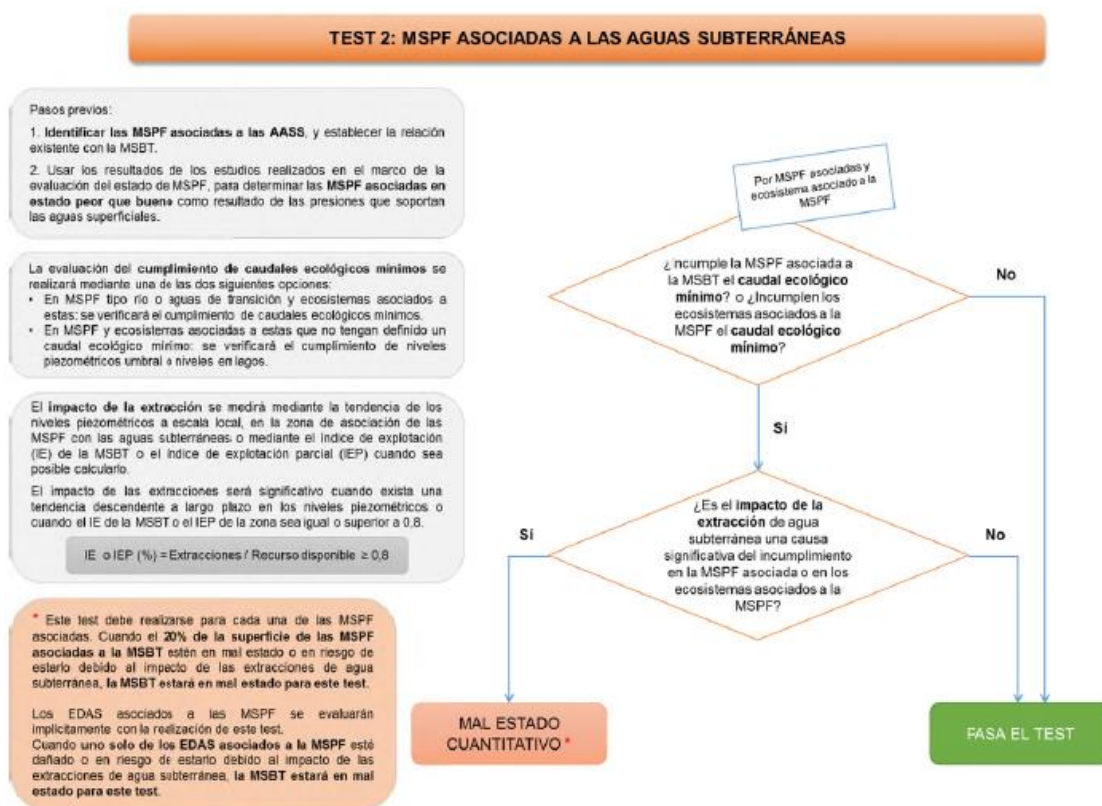 TEST 2: MSPF ASOCIADAS A LAS AGUAS SUBTERRÁNEAS
Pasos previos:
1. Identificar las MSPF asociadas a las AASS, y establecer la relación
existente con la MSBT.
2. Usar los resultados de los estudios realizados en el marco de la
evaluación del estado de MSPF, para determinar las MSPF asociadas en
estado peor que bueno como resultado de las presiones que soportan
las aguas superficiales.
La evaluación del cumplimiento de caudales ecológicos mínimos se
realizará mediante una de las dos siguientes opciones:
• En MSPF tipo río o aguas de transición y ecosistemas asociados a
estas: se verificará el cumplimiento de caudales ecológicos mínimos.
• En MSPF y ecosistemas asociadas a estas que no tengan definido un
caudal ecológico mínimo: se verificará el cumplimiento de niveles
piezométricos umbral o niveles en lagos.
El impacto de la extracción se medirá mediante la tendencia de los
niveles piezométricos a escala local, en la zona de asociación de las
MSPF con las aguas subterráneas o mediante el índice de explotación
(IE) de la MSBT o el índice de explotación parcial (IEP) cuando sea
posible calcularlo.
El impacto de las extracciones será significativo cuando exista una
tendencia descendente a largo plazo en los niveles piezométricos o
cuando el IE de la MSBT o el IEP de la zona sea igual o superior a 0,8.
IE o IEP (%) = Extracciones / Recurso disponible ≥ 0,8
* Este test debe realizarse para cada una de las MSPF
asociadas. Cuando el 20% de la superficie de las MSPF
asociadas a la MSBT estén en mal estado o en riesgo de
estarlo debido al impacto de las extracciones de agua
subterránea, la MSBT estará en mal estado para este test.
Los EDAS asociados a las MSPF se evaluarán
implícitamente con la realización de este test.
Cuando uno solo de los EDAS asociados a la MSPF esté
dañado o en riesgo de estarlo debido al impacto de las
extracciones de agua subterránea, la MSBT estará en mal
estado para este test.
Por MSPF asociadas y
ecosistema asociado a la
MSPF
¿Incumple la MSPF asociada a
la MSBT el caudal ecológico
mínimo? o ¿Incumplen los
ecosistemas asociados a la
MSPF el caudal ecológico
mínimo?
No
Sí
¿Es el impacto de la
extracción de agua
subterránea una causa
significativa del incumplimiento
en la MSPF asociada o en los
ecosistemas asociados a la
MSPF?
Sí
No
MAL ESTADO
CUANTITATIVO *
PASA EL TEST